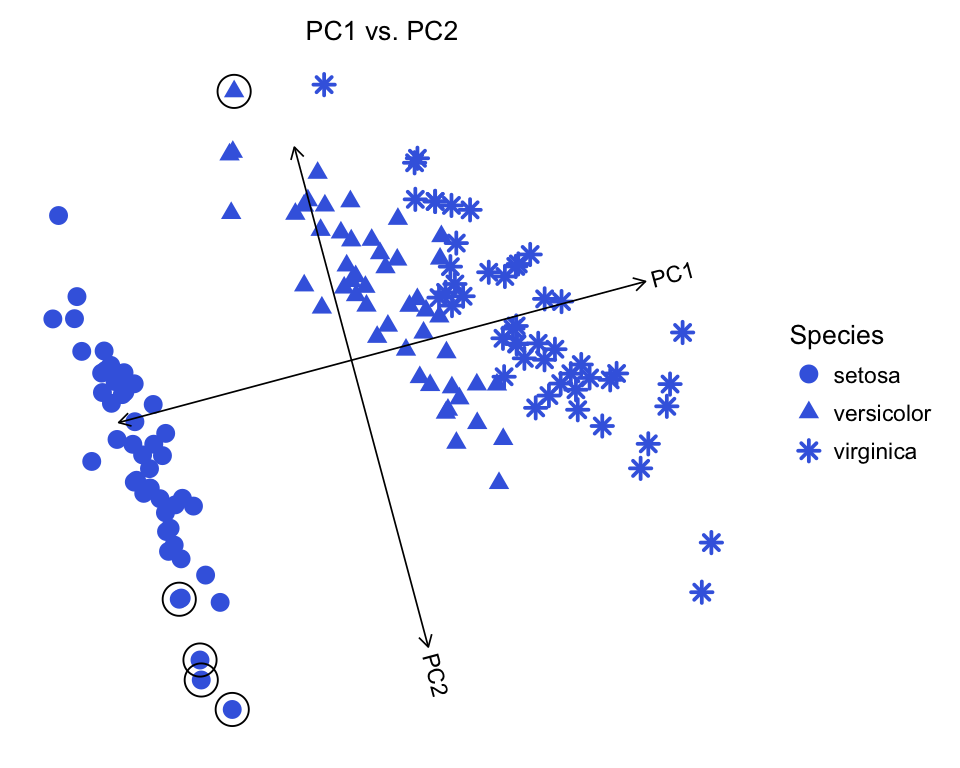 PC1 vs. PC2
PC1
Species
setosa
versicolor
virginica
PC2